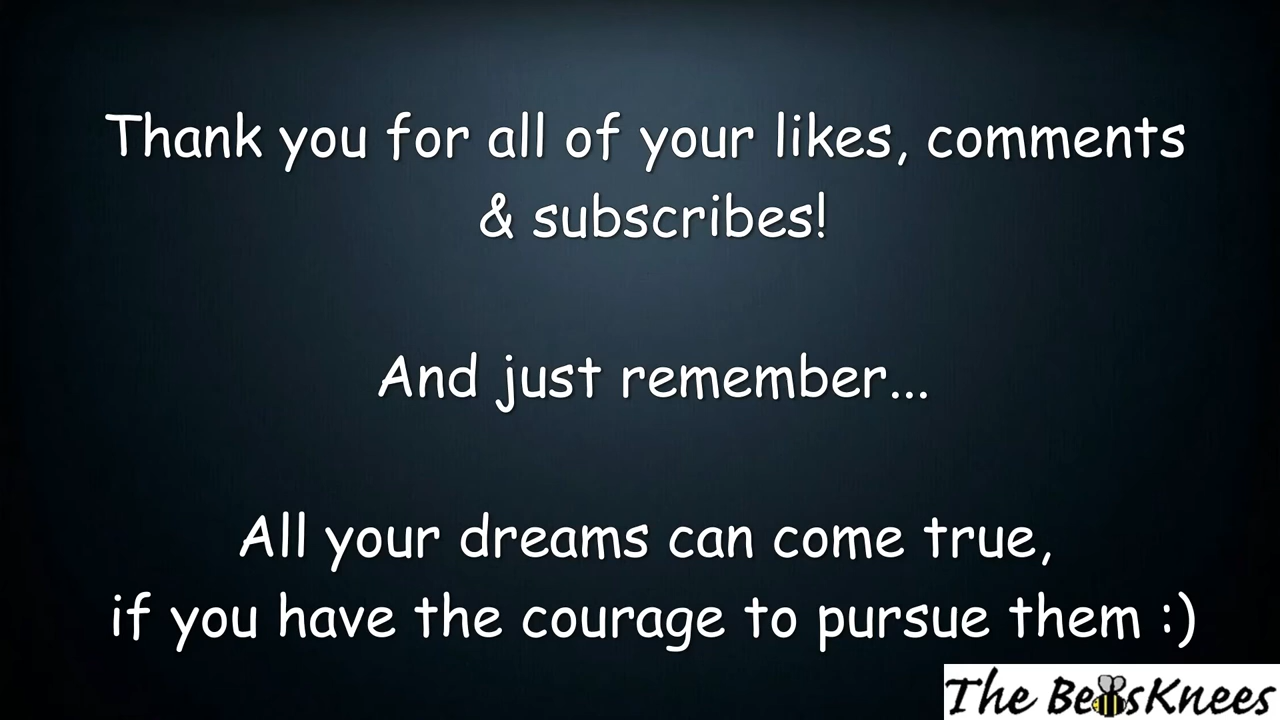 Thank you for all of your likes, comments
& subscribes!
And just remember...
All your dreams can come true,
if you have the courage to pursue them :)
The BeesKnees